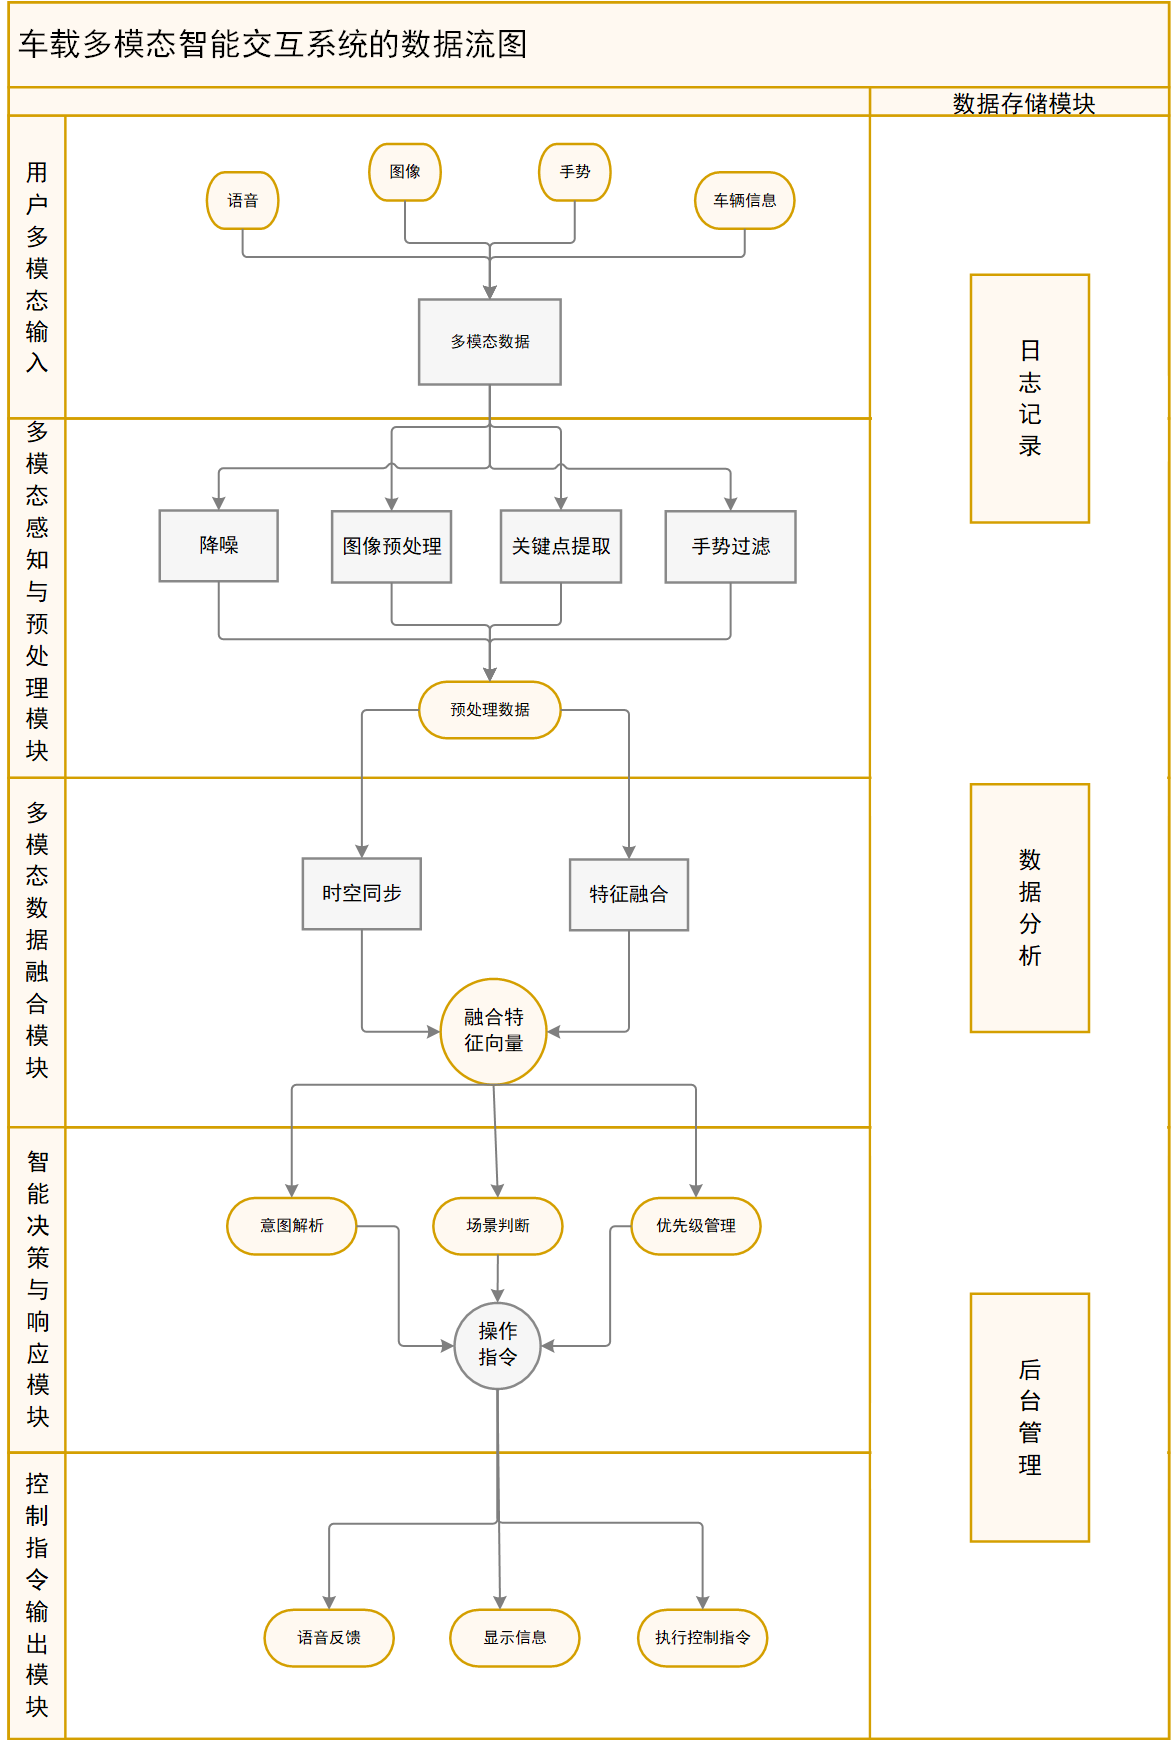 车载多模态智能交互系统的数据流图
数据存储模块
用户多模态输入
语音
图像
手势
车辆信息
多模态数据
日志记录
多模态感知与预处理模块
降噪
图像预处理
关键点提取
手势过滤
预处理数据
多模态数据融合模块
时空同步
特征融合
数据分析
融合特
征向量
智能决策与响应模块
意图解析
场景判断
优先级管理
操作
指令
后台管理
控制指令输出模块
语音反馈
显示信息
执行控制指令